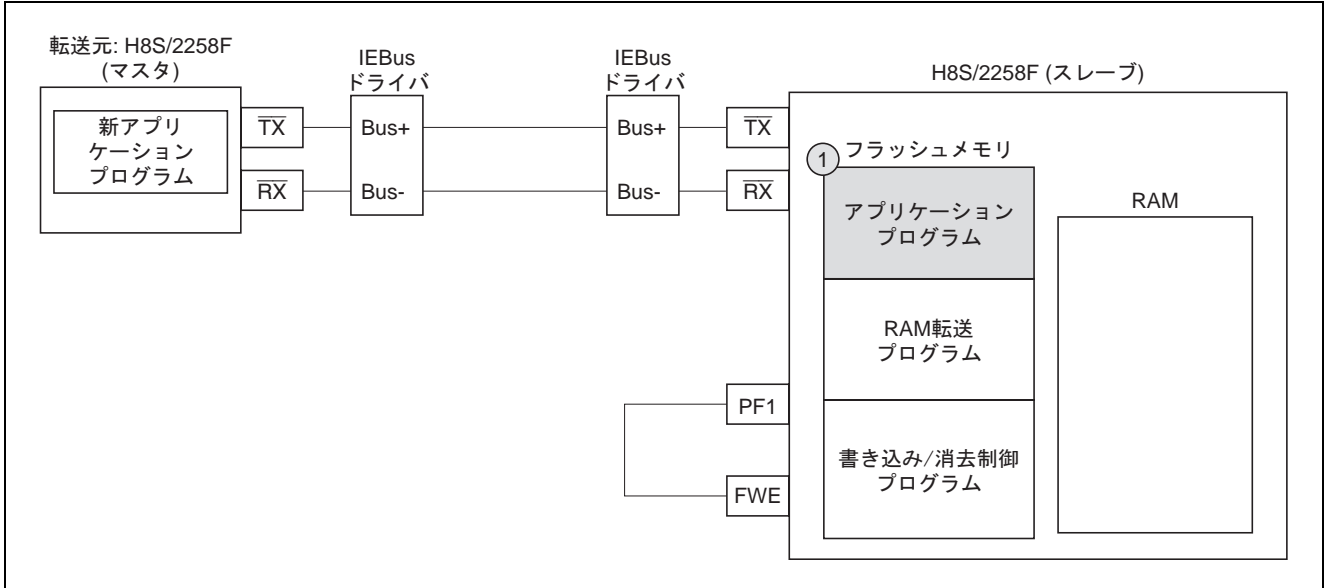 転送元: H8S/2258F
(マスタ)
新アプリ
ケーション
プログラム
TX
RX
IEBus
ドライバ
Bus+
Bus-
IEBus
ドライバ
Bus+
Bus-
TX
RX
PF1
FWE
H8S/2258F (スレーブ)
1
フラッシュメモリ
アプリケーション
プログラム
RAM転送
プログラム
書き込み/消去制御
プログラム
RAM